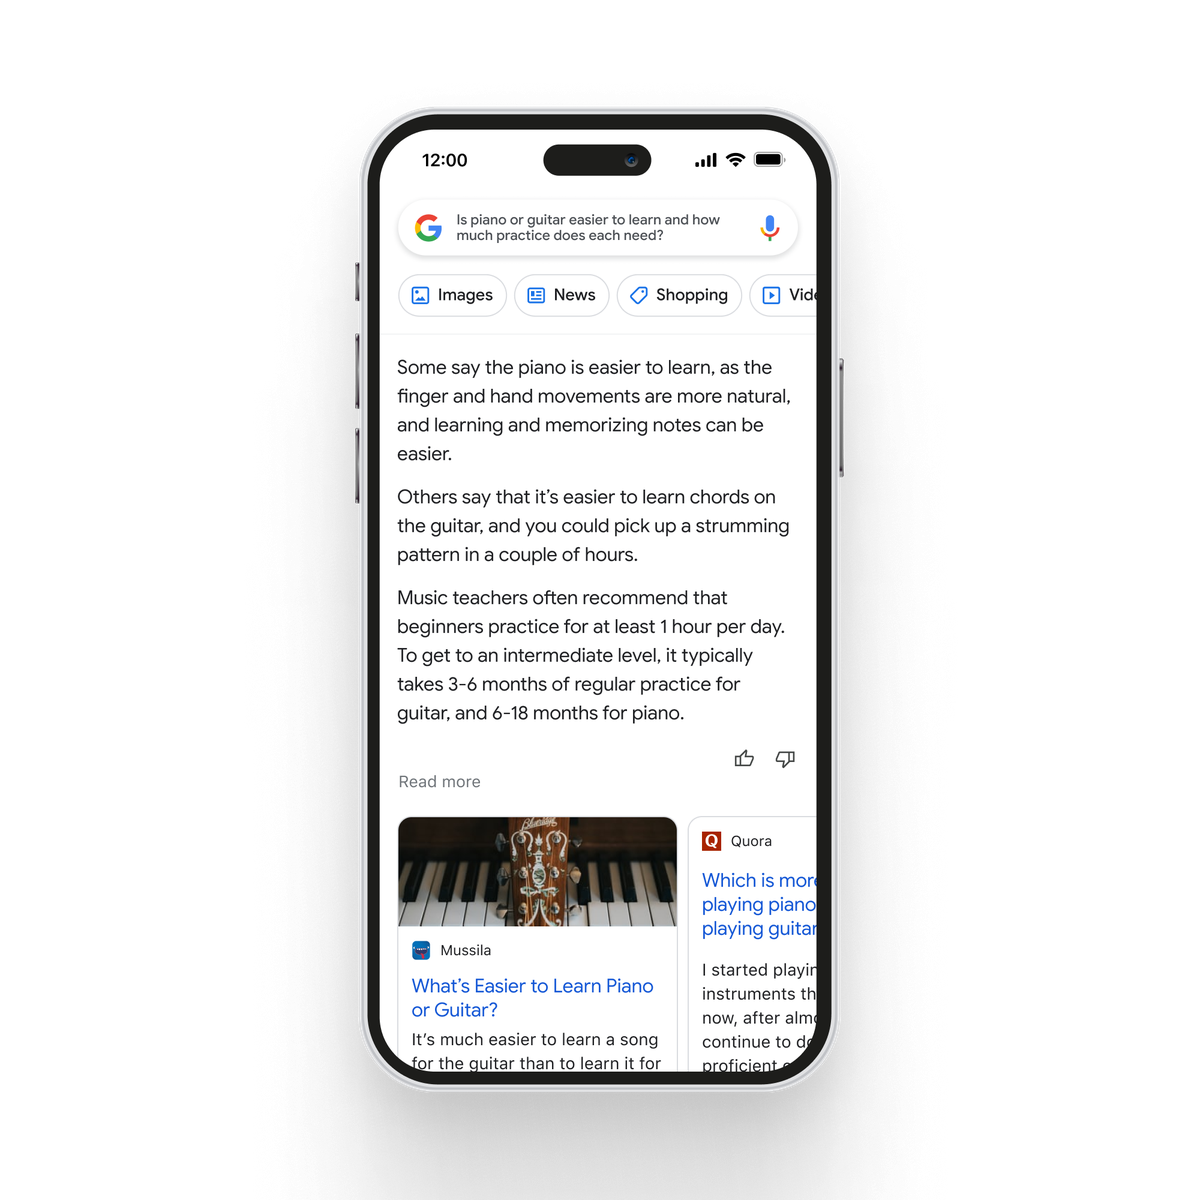 12:00
Is piano or guitar easier to learn and how
much practice does each need?
Images
News
Shopping
Some say the piano is easier to learn, as the
finger and hand movements are more natural,
and learning and memorizing notes can be
easier.
Others say that it’s easier to learn chords on
the guitar, and you could pick up a strumming
pattern in a couple of hours.
Music teachers often recommend that
beginners practice for at least 1 hour per day.
To get to an intermediate level, it typically
takes 3-6 months of regular practice for
guitar, and 6-18 months for piano.
Read more
Mussila
What’s Easier to Learn Piano
or Guitar?
It’s much easier to learn a song
for the guitar than to learn it for
Q Quora
Which is more
playing piano
playing guitar
I started
instruments
now, after
continue to
proficient